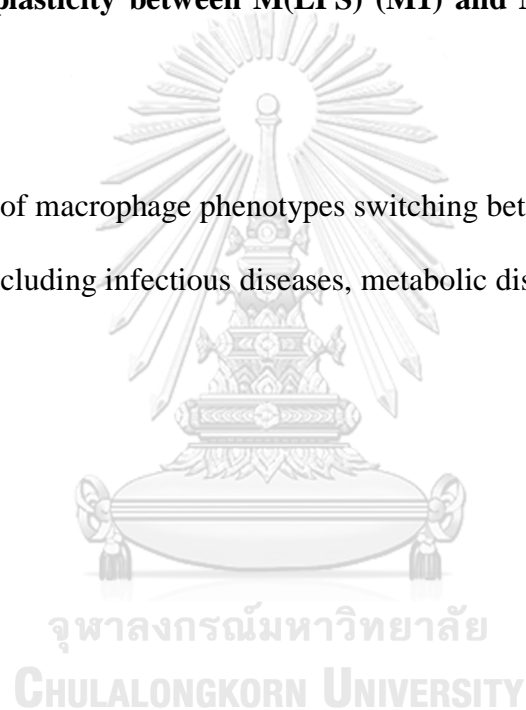 plasticity between M(LPS) (M1) and
of macrophage phenotypes switching bet
cluding infectious diseases, metabolic dis
จุฬาลงกรณ์มหาวิทยาลัย
CHULALONGKORN UNIVERSITY